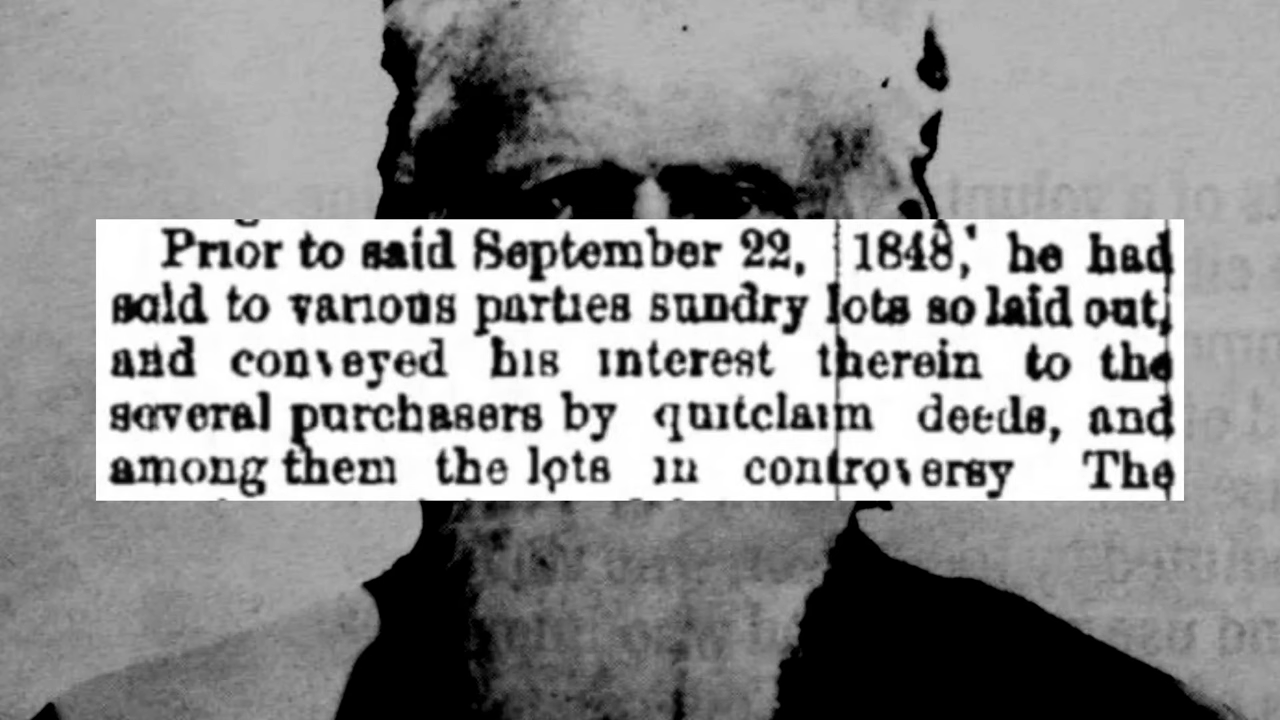 Prior to said September 22, 1848, he had
sold to various parties sundry lots so laid out,
and conveyed his interest therein to the
several purchasers by quitclaim deeds, and
among them the lots in controversy The